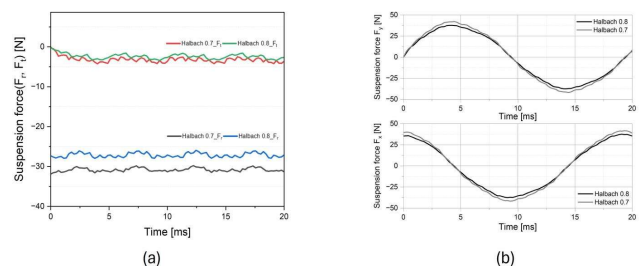 Suspension force(Fr, Ft) [N]
0
−10
−20
−30
−40
Halbach 0.7_Ft Halbach 0.8_Ft
Halbach 0.7_Fr Halbach 0.8_Fr
0 5 10 15 20
Time [ms]
(a)
Suspension force Fy [N]
50
25
0
-25
-50
Halbach 0.8
Halbach 0.7
0 5 10 15 20
Time [ms]
Suspension force Fx [N]
50
25
0
-25
-50
Halbach 0.8
Halbach 0.7
0 5 10 15 20
Time [ms]
(b)